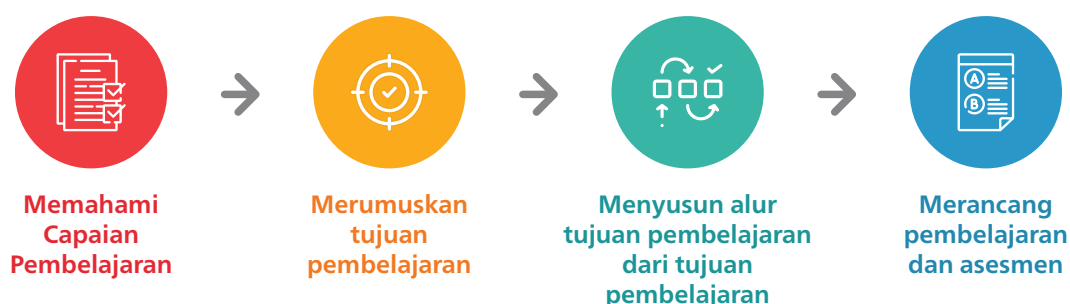 Memahami
Capaian
Pembelajaran
Merumuskan
tujuan
pembelajaran
Menyusun alur
tujuan pembelajaran
dari tujuan
pembelajaran
A
B
Merancang
pembelajaran
dan asesmen